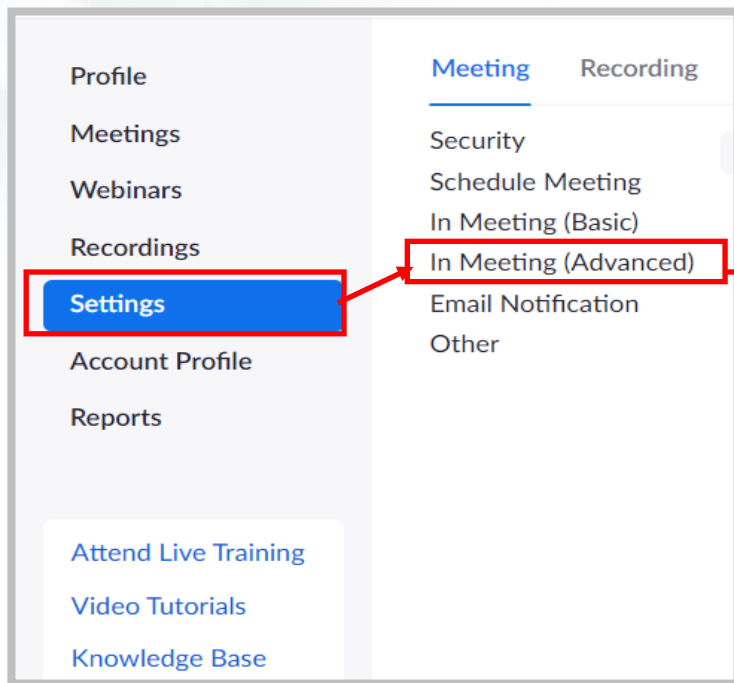 Profile
Meetings
Webinars
Recordings
Settings
Account Profile
Reports
Attend Live Training
Video Tutorials
Knowledge Base
Meeting Recording
Security
Schedule Meeting
In Meeting (Basic)
In Meeting (Advanced)
Email Notification
Other